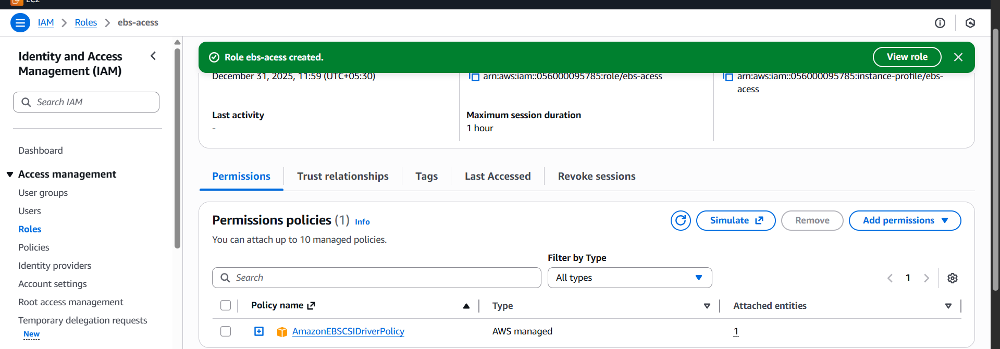 EC2
IAM > Roles > ebs-acess
Identity and Access
Management (IAM)
Search IAM
Dashboard
Access management
User groups
Users
Roles
Policies
Identity providers
Account settings
Root access management
Temporary delegation requests
New
Role ebs-acess created.
View role
December 31, 2025, 11:59 (UTC+05:30)
arn:aws:iam::056000095785:role/ebs-acess
arn:aws:iam::056000095785:instance-profile/ebs-
acess
Last activity
-
Maximum session duration
1 hour
Permissions
Trust relationships
Tags
Last Accessed
Revoke sessions
Permissions policies (1) Info
Simulate
Remove
Add permissions
You can attach up to 10 managed policies.
Filter by Type
Search
All types
1
Policy name
Type
Attached entities
AmazonEBSCSIDriverPolicy
AWS managed
1